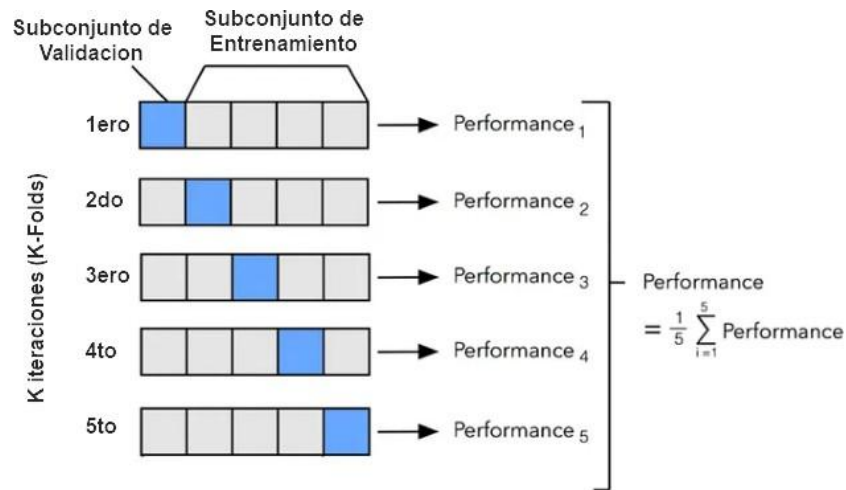 Subconjunto de
Validacion
Subconjunto de
Entrenamiento
K iteraciones (K-Folds)
1ero
Performance 1
2do
Performance 2
3ero
Performance 3
4to
Performance 4
5to
Performance 5
Performance
= 1/5 5∑i=1 Performance